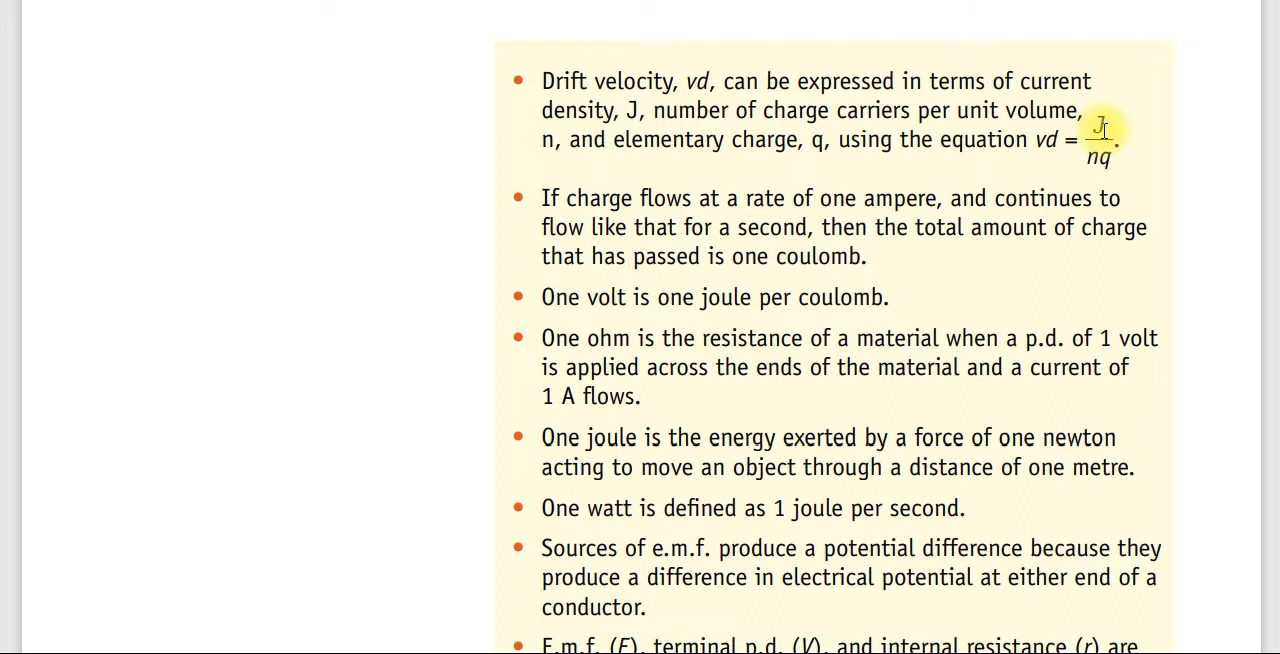 • Drift velocity, vd, can be expressed in terms of current
density, J, number of charge carriers per unit volume,
n, and elementary charge, q, using the equation vd = J/nq.
• If charge flows at a rate of one ampere, and continues to
flow like that for a second, then the total amount of charge
that has passed is one coulomb.
• One volt is one joule per coulomb.
• One ohm is the resistance of a material when a p.d. of 1 volt
is applied across the ends of the material and a current of
1 A flows.
• One joule is the energy exerted by a force of one newton
acting to move an object through a distance of one metre.
• One watt is defined as 1 joule per second.
• Sources of e.m.f. produce a potential difference because they
produce a difference in electrical potential at either end of a
conductor.
• E.m.f. (E), terminal p.d. (V), and internal resistance (r) are